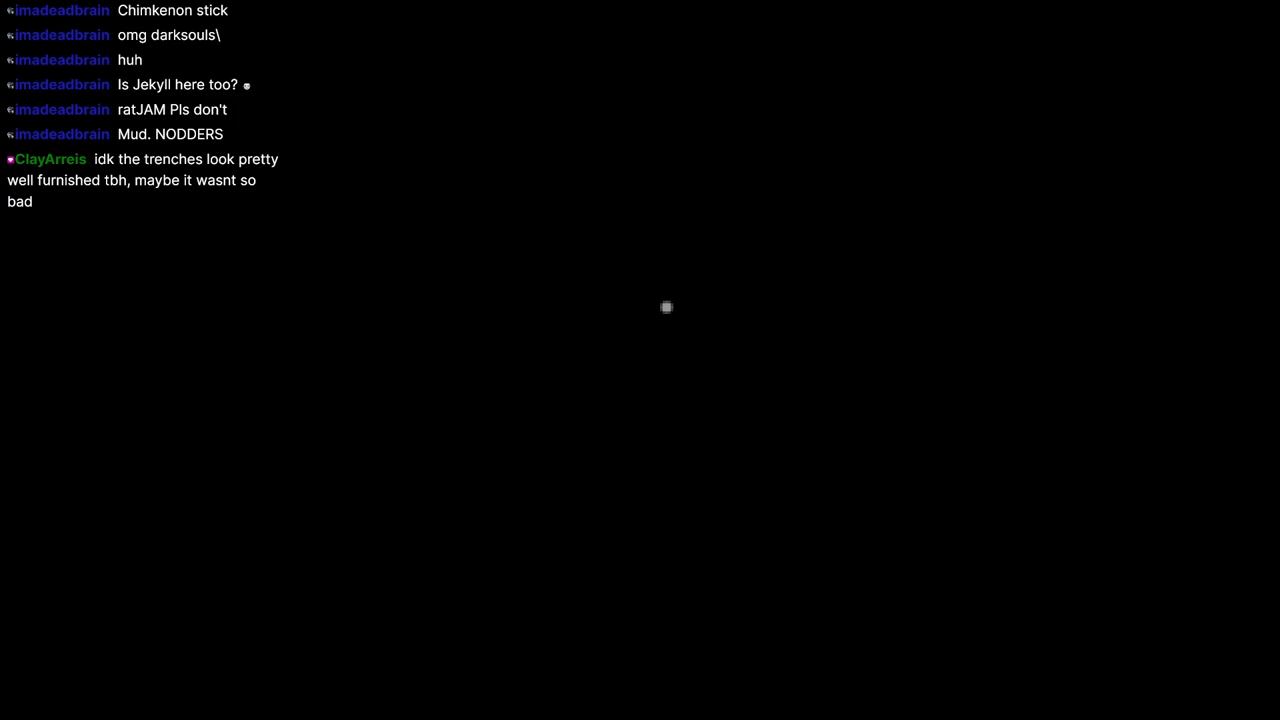 imadeadbrain Chimkenon stick
imadeadbrain omg darksouls\
imadeadbrain huh
imadeadbrain Is Jekyll here too?
imadeadbrain ratJAM Pls don't
imadeadbrain Mud. NODDERS
ClayArreis idk the trenches look pretty
well furnished tbh, maybe it wasnt so
bad